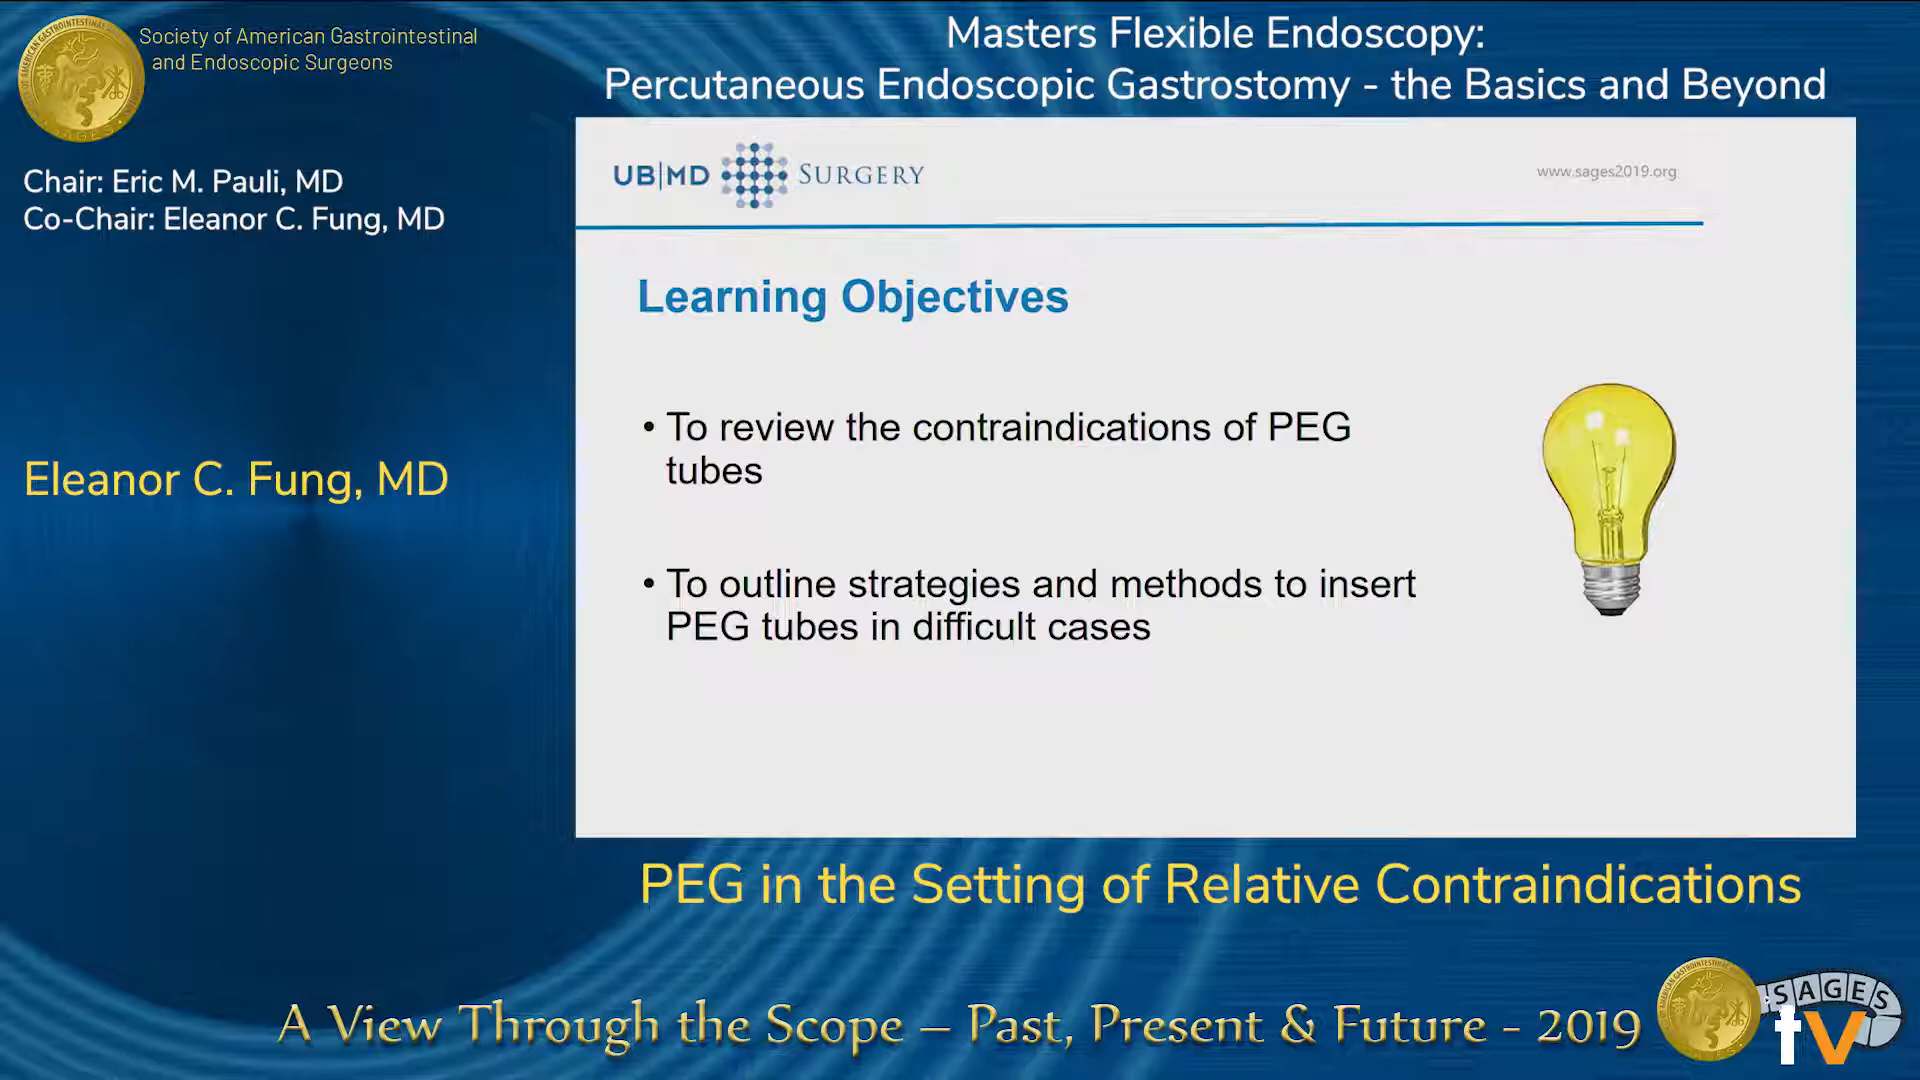 Society of American Gastrointestinal
and Endoscopic Surgeons
Masters Flexible Endoscopy:
Percutaneous Endoscopic Gastrostomy - the Basics and Beyond
Chair: Eric M. Pauli, MD
Co-Chair: Eleanor C. Fung, MD
Eleanor C. Fung, MD
UB|MD SURGERY
www.sages2019.org
Learning Objectives
• To review the contraindications of PEG
tubes
• To outline strategies and methods to insert
PEG tubes in difficult cases
PEG in the Setting of Relative Contraindications
A View Through the Scope – Past, Present & Future - 2019
SAGES
tv